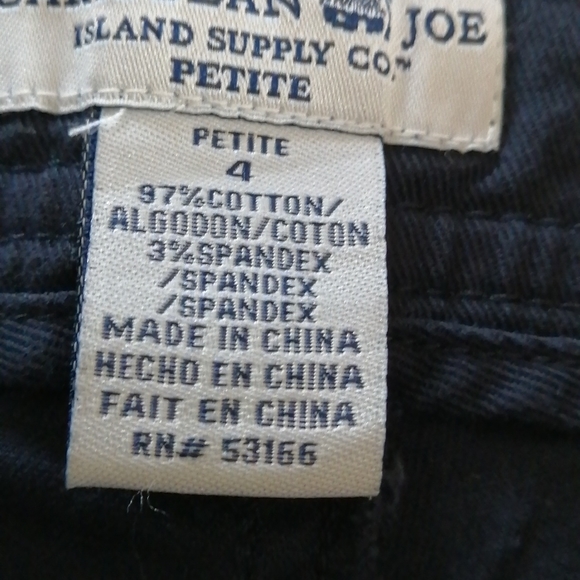 JOE
ISLAND SUPPLY CO.™
PETITE
PETITE
4
97%COTTON/
ALGODON/COTON
3%SPANDEX
/SPANDEX
/SPANDEX
MADE IN CHINA
HECHO EN CHINA
FAIT EN CHINA
RN# 53166